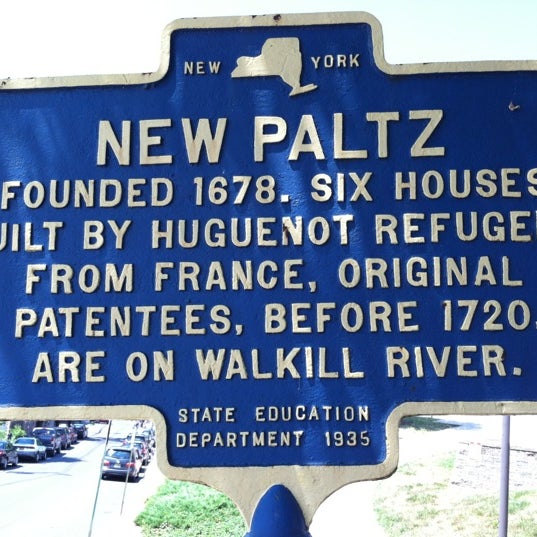 NEW YORK
NEW PALTZ
FOUNDED 1678. SIX HOUSES
UILT BY HUGUENOT REFUGE
FROM FRANCE, ORIGINAL
PATENTEES, BEFORE 1720,
ARE ON WALKILL RIVER.
STATE EDUCATION
DEPARTMENT 1935